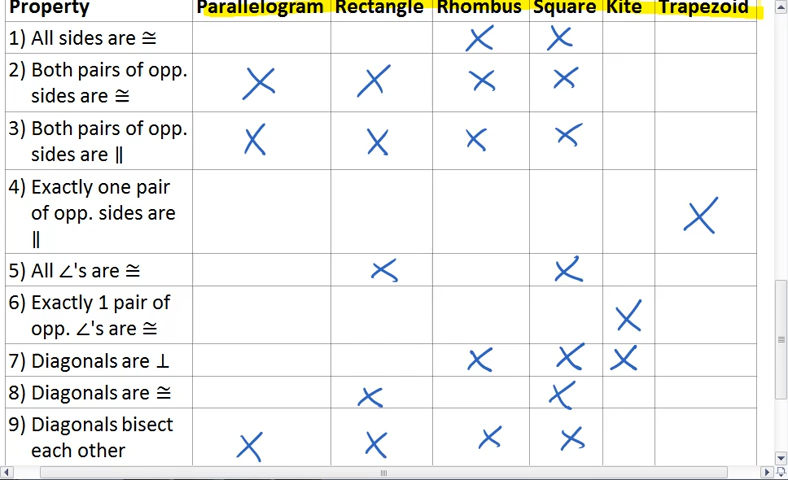 Property Parallelogram Rectangle Rhombus Square Kite Trapezoid
1) All sides are ≅ X X
2) Both pairs of opp.
sides are ≅ X X X X
3) Both pairs of opp.
sides are ∥ X X X X
4) Exactly one pair
of opp. sides are X
∥
5) All ∠'s are ≅ X X
6) Exactly 1 pair of
opp. ∠'s are ≅ X
7) Diagonals are ⊥ X X X
8) Diagonals are ≅ X X
9) Diagonals bisect
each other X X X X